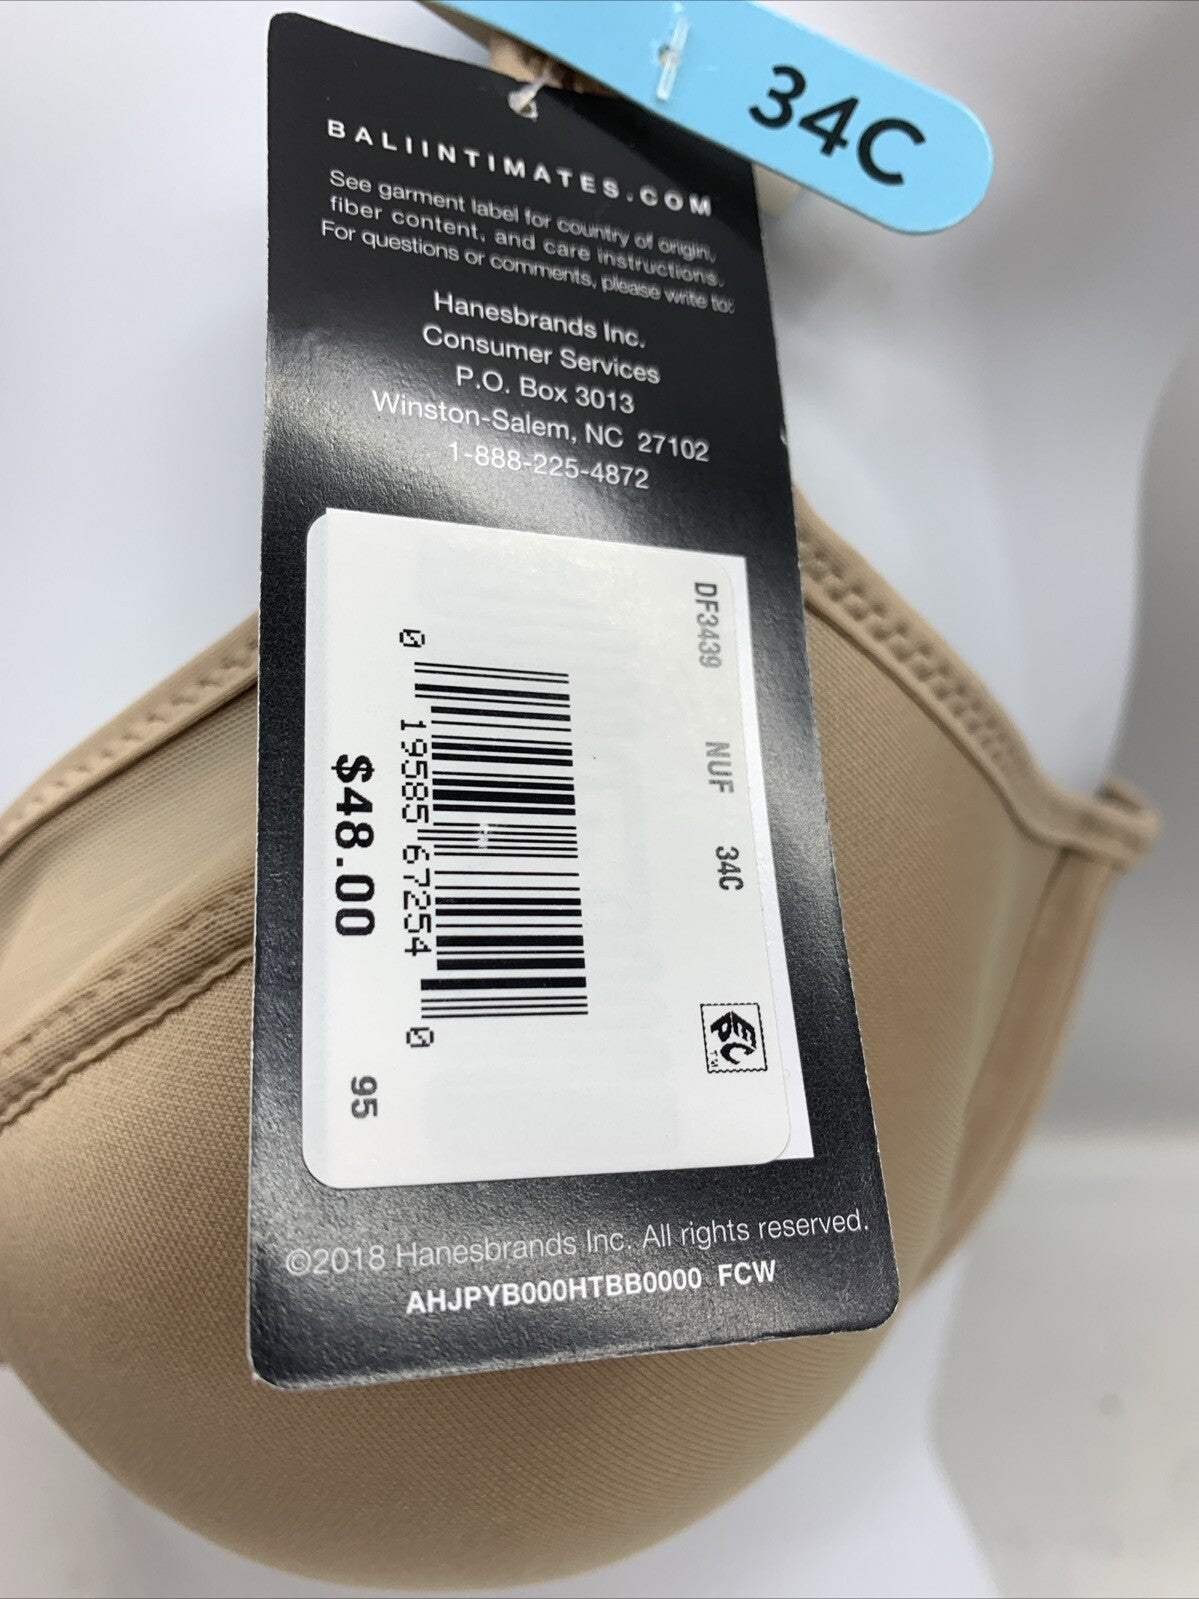 34C
BALIINTIMATES.COM
See garment label for country of origin,
fiber content, and care instructions.
For questions or comments, please write to:
Hanesbrands Inc.
Consumer Services
P.O. Box 3013
Winston-Salem, NC 27102
1-888-225-4872
DF3439 NUF 34C
EPC TM
0 19585 67254 0
$48.00 95
©2018 Hanesbrands Inc. All rights reserved.
AHJPYB000HTBB0000 FCW